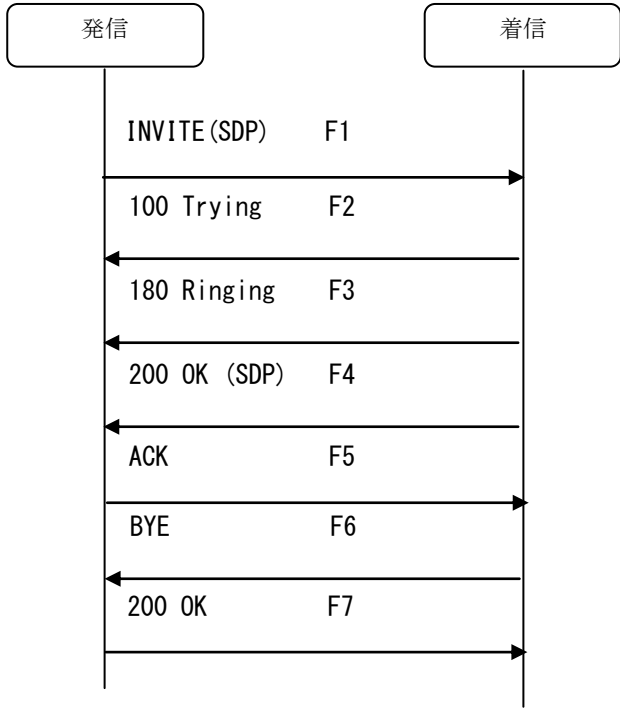 発信
着信
INVITE(SDP) F1
100 Trying F2
180 Ringing F3
200 OK (SDP) F4
ACK F5
BYE F6
200 OK F7